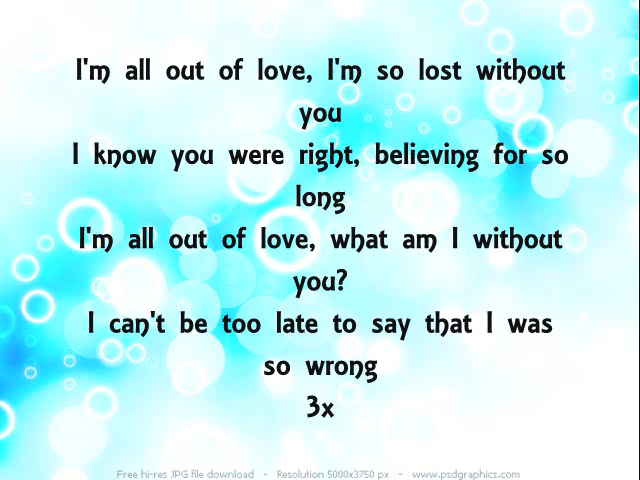 I'm all out of love, I'm so lost without
you
I know you were right, believing for so
long
I'm all out of love, what am I without
you?
I can't be too late to say that I was
so wrong
3x
Free hi-res JPG file download - Resolution 5000x3750 px - www.psdgraphics.com